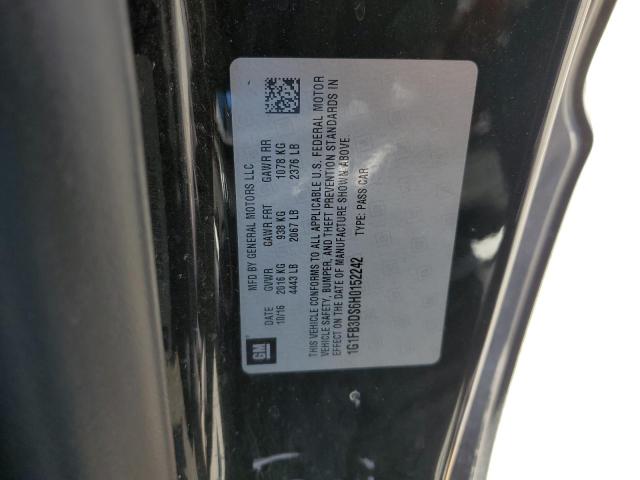 GM
MFD BY GENERAL MOTORS LLC
DATE GVWR GAWR FRT GAWR RR
10/16 2016 KG 938 KG 1078 KG
4443 LB 2067 LB 2376 LB
THIS VEHICLE CONFORMS TO ALL APPLICABLE U.S. FEDERAL MOTOR
VEHICLE SAFETY, BUMPER, AND THEFT PREVENTION STANDARDS IN
EFFECT ON DATE OF MANUFACTURE SHOWN ABOVE.
1G1FB3DS6H0152242 TYPE: PASS CAR